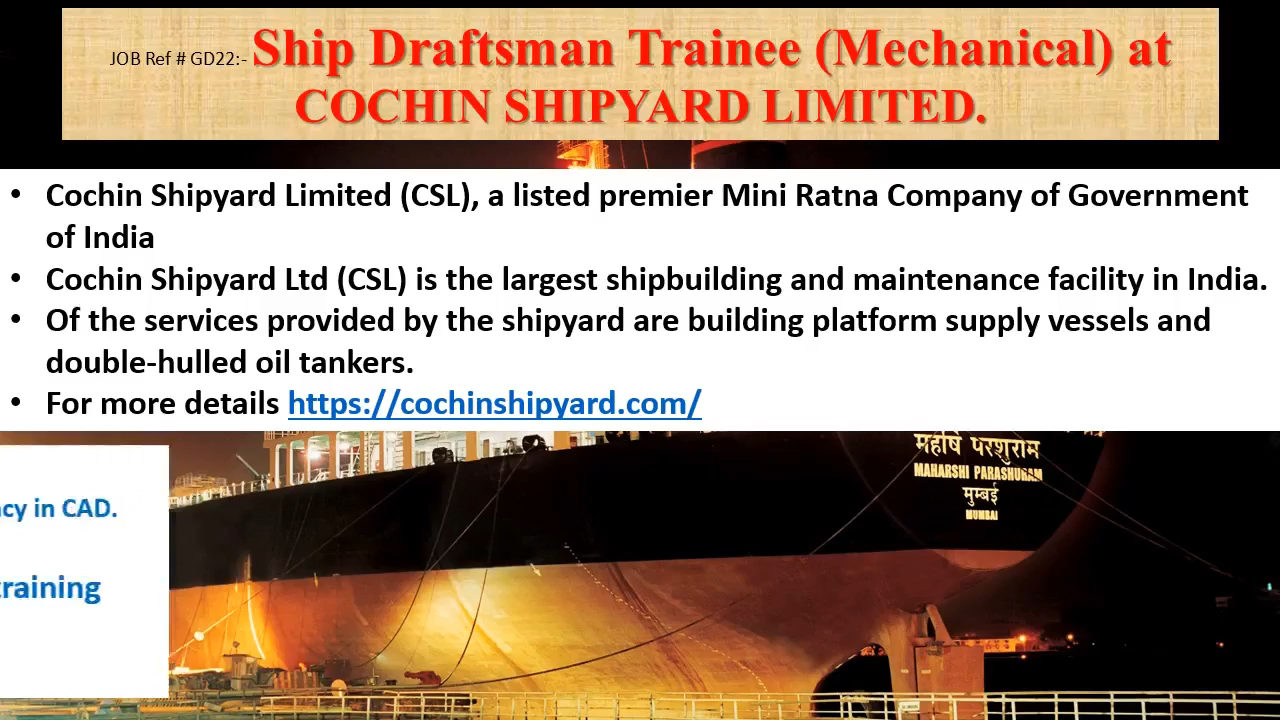 JOB Ref # GD22:- Ship Draftsman Trainee (Mechanical) at
COCHIN SHIPYARD LIMITED.
• Cochin Shipyard Limited (CSL), a listed premier Mini Ratna Company of Government
of India
• Cochin Shipyard Ltd (CSL) is the largest shipbuilding and maintenance facility in India.
• Of the services provided by the shipyard are building platform supply vessels and
double-hulled oil tankers.
• For more details https://cochinshipyard.com/
महर्षि परशुराम
MAHARSHI PARASHURAM
मुम्बई
MUMBAI
in CAD.